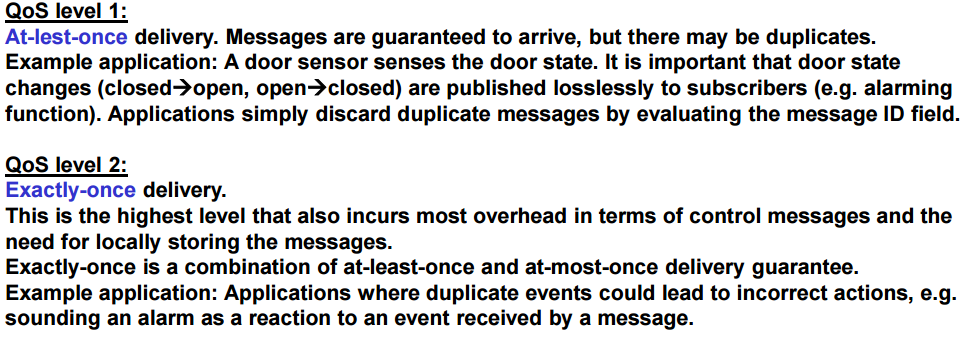 QoS level 1:
At-lest-once delivery. Messages are guaranteed to arrive, but there may be duplicates.
Example application: A door sensor senses the door state. It is important that door state
changes (closed→open, open→closed) are published losslessly to subscribers (e.g. alarming
function). Applications simply discard duplicate messages by evaluating the message ID field.
QoS level 2:
Exactly-once delivery.
This is the highest level that also incurs most overhead in terms of control messages and the
need for locally storing the messages.
Exactly-once is a combination of at-least-once and at-most-once delivery guarantee.
Example application: Applications where duplicate events could lead to incorrect actions, e.g.
sounding an alarm as a reaction to an event received by a message.